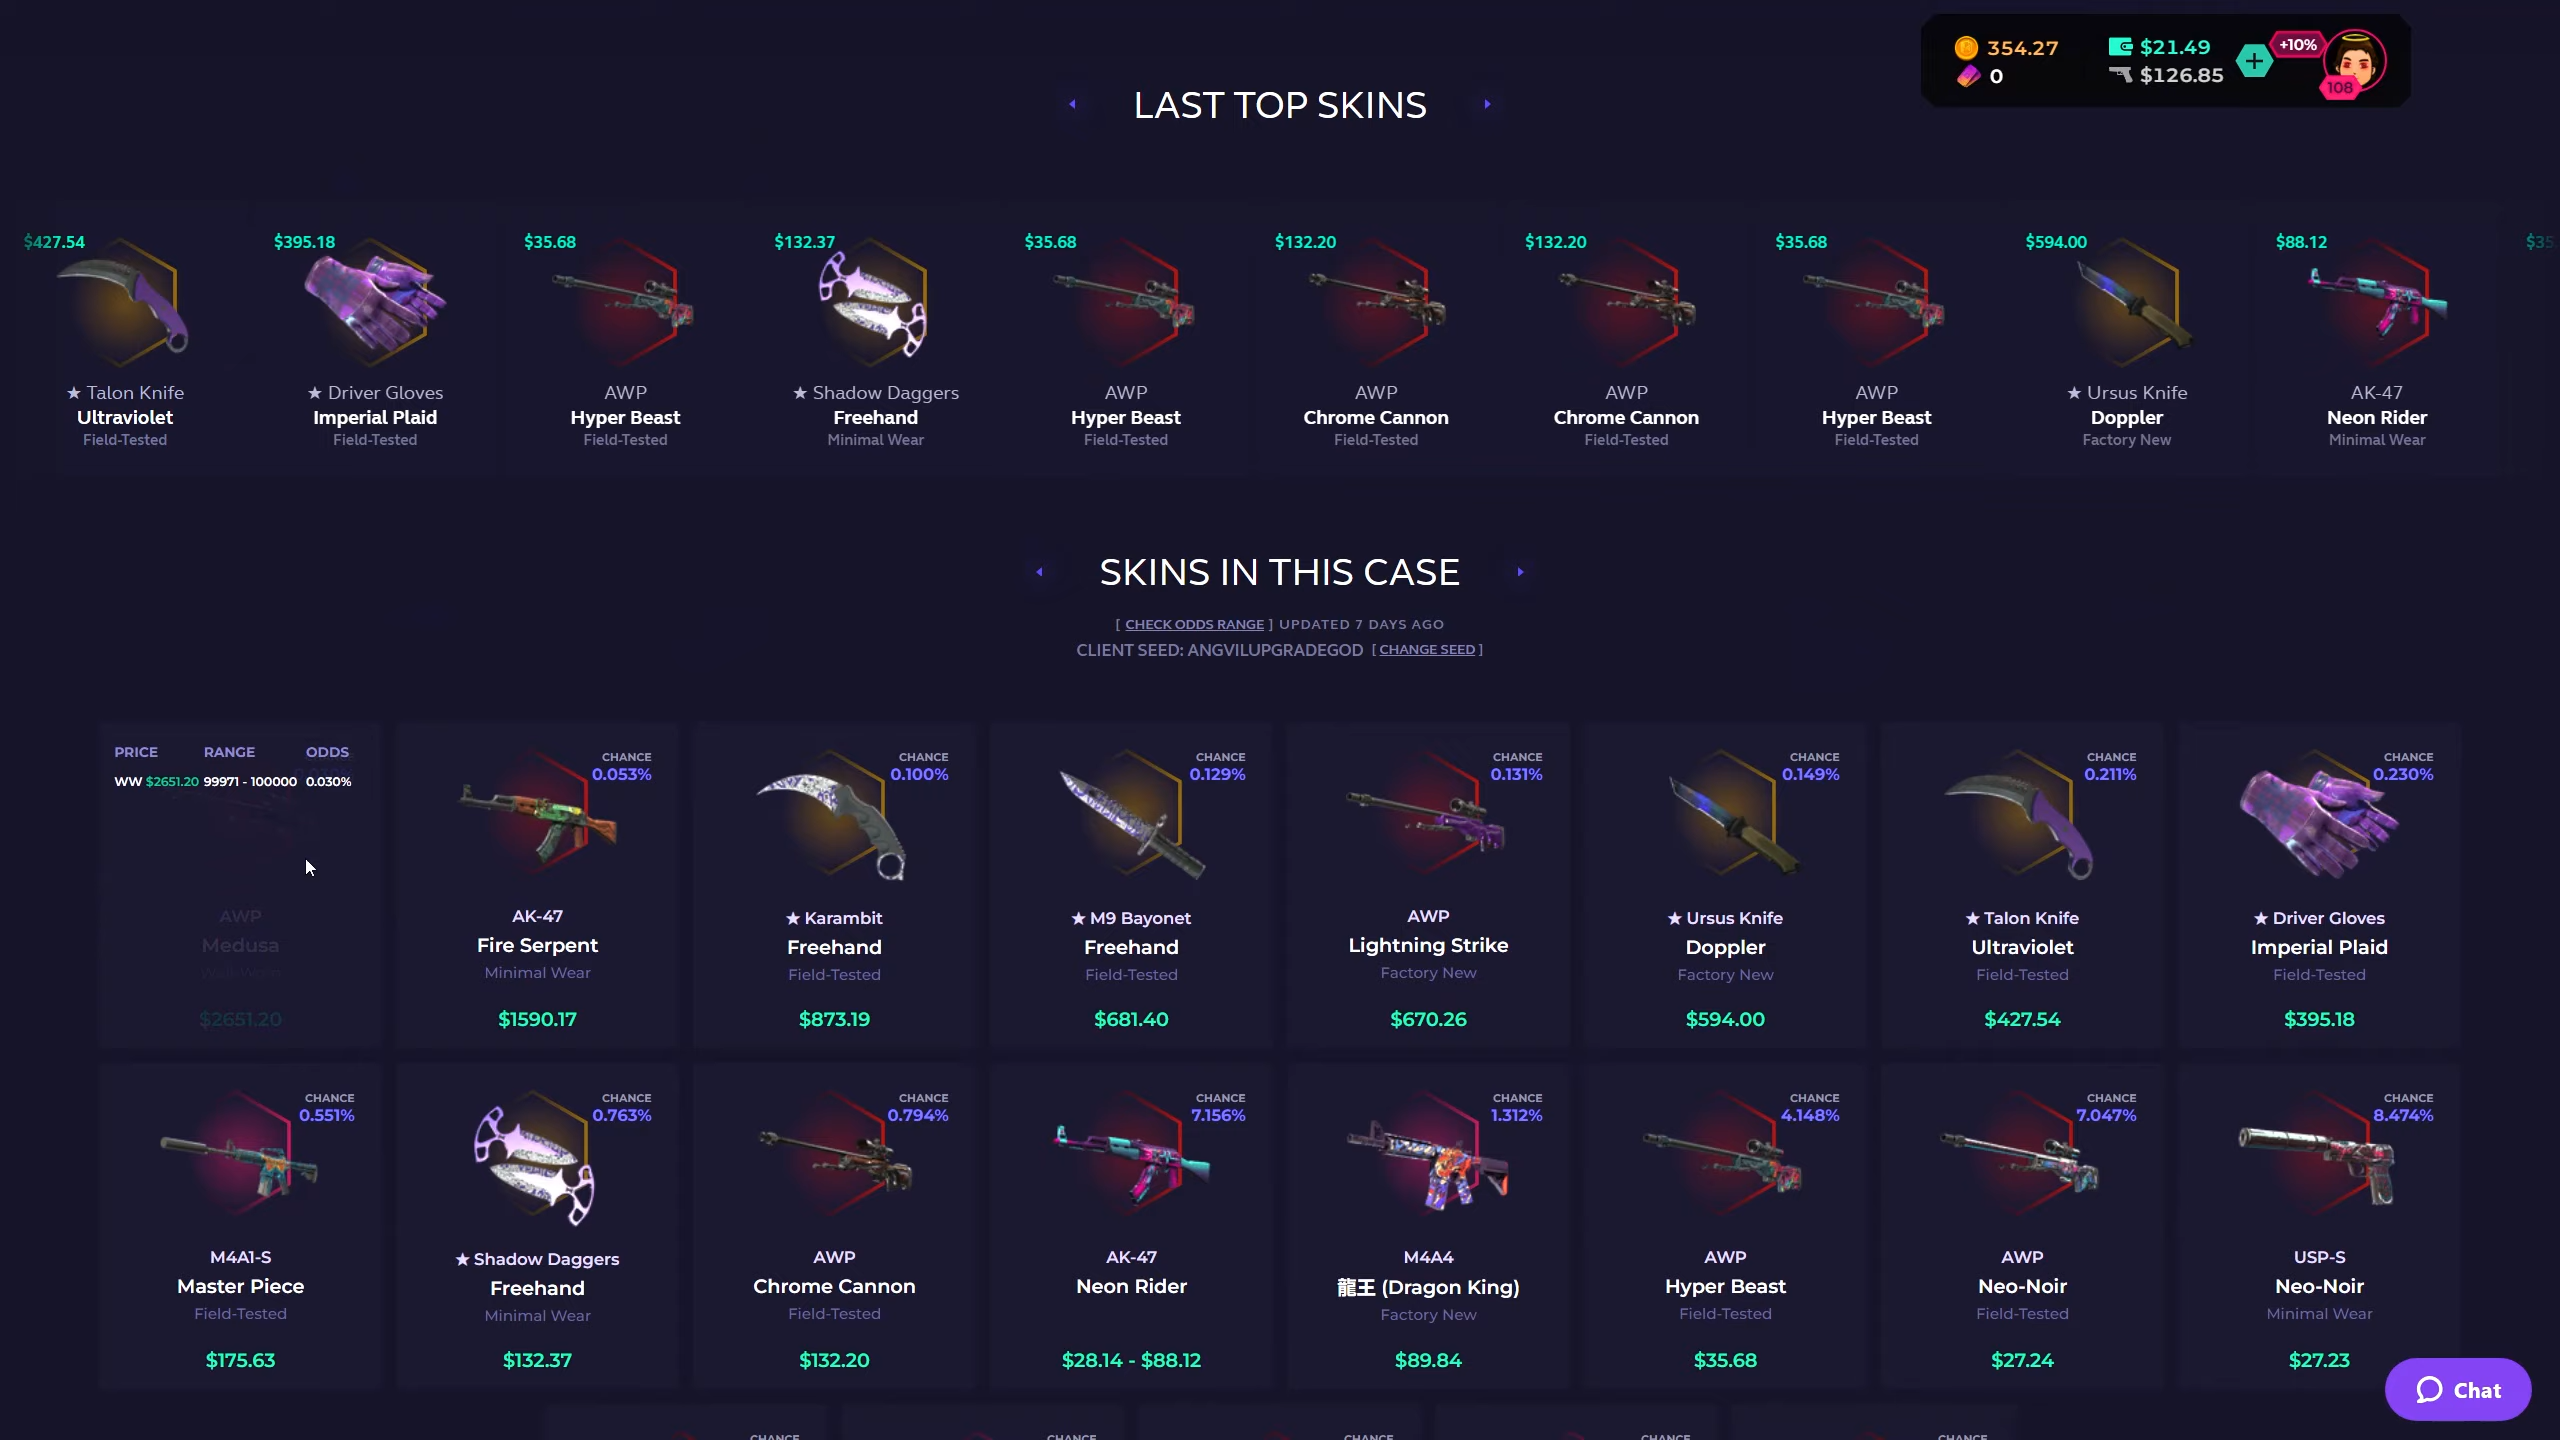 354.27
$21.49
+10%
0
$126.85
108
LAST TOP SKINS
$427.54
$395.18
$35.68
$132.37
$35.68
$132.20
$132.20
$35.68
$594.00
$88.12
$35
★ Talon Knife
★ Driver Gloves
AWP
★ Shadow Daggers
AWP
AWP
AWP
AWP
★ Ursus Knife
AK-47
Ultraviolet
Imperial Plaid
Hyper Beast
Freehand
Hyper Beast
Chrome Cannon
Chrome Cannon
Hyper Beast
Doppler
Neon Rider
Field-Tested
Field-Tested
Field-Tested
Minimal Wear
Field-Tested
Field-Tested
Field-Tested
Field-Tested
Factory New
Minimal Wear
SKINS IN THIS CASE
[ CHECK ODDS RANGE ] UPDATED 7 DAYS AGO
CLIENT SEED: ANGVILUPGRADEGOD [ CHANGE SEED ]
PRICE RANGE ODDS
WW $2651.20 99971 - 100000 0.030%
AWP
Medusa
$2651.20
CHANCE
0.053%
AK-47
Fire Serpent
Minimal Wear
$1590.17
CHANCE
0.100%
★ Karambit
Freehand
Field-Tested
$873.19
CHANCE
0.129%
★ M9 Bayonet
Freehand
Field-Tested
$681.40
CHANCE
0.131%
AWP
Lightning Strike
Factory New
$670.26
CHANCE
0.149%
★ Ursus Knife
Doppler
Factory New
$594.00
CHANCE
0.211%
★ Talon Knife
Ultraviolet
Field-Tested
$427.54
CHANCE
0.230%
★ Driver Gloves
Imperial Plaid
Field-Tested
$395.18
CHANCE
0.551%
M4A1-S
Master Piece
Field-Tested
$175.63
CHANCE
0.763%
★ Shadow Daggers
Freehand
Minimal Wear
$132.37
CHANCE
0.794%
AWP
Chrome Cannon
Field-Tested
$132.20
CHANCE
7.156%
AK-47
Neon Rider
$28.14 - $88.12
CHANCE
1.312%
M4A4
龍王 (Dragon King)
Factory New
$89.84
CHANCE
4.148%
AWP
Hyper Beast
Field-Tested
$35.68
CHANCE
7.047%
AWP
Neo-Noir
Field-Tested
$27.24
CHANCE
8.474%
USP-S
Neo-Noir
Minimal Wear
$27.23
Chat
CHANCE
CHANCE
CHANCE
CHANCE
CHANCE